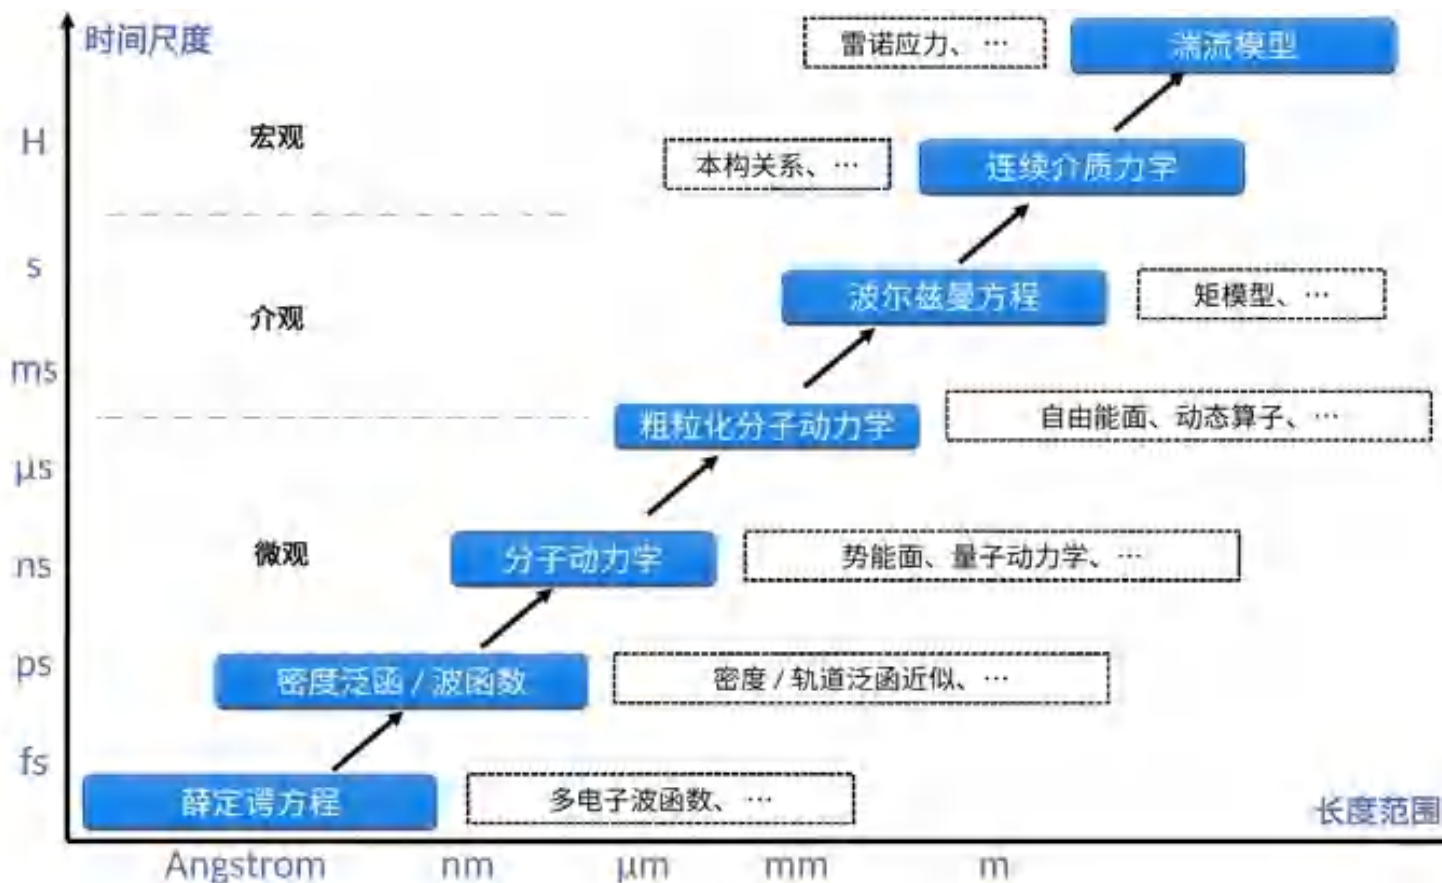 时间尺度
雷诺应力、…
湍流模型
H
宏观
本构关系、…
连续介质力学
s
介观
波尔兹曼方程
矩模型、…
ms
粗粒化分子动力学
自由能面、动态算子、…
μs
ns
微观
分子动力学
势能面、量子动力学、…
ps
密度泛函 / 波函数
密度 / 轨道泛函近似、…
fs
薛定谔方程
多电子波函数、…
长度范围
Angstrom nm μm mm m